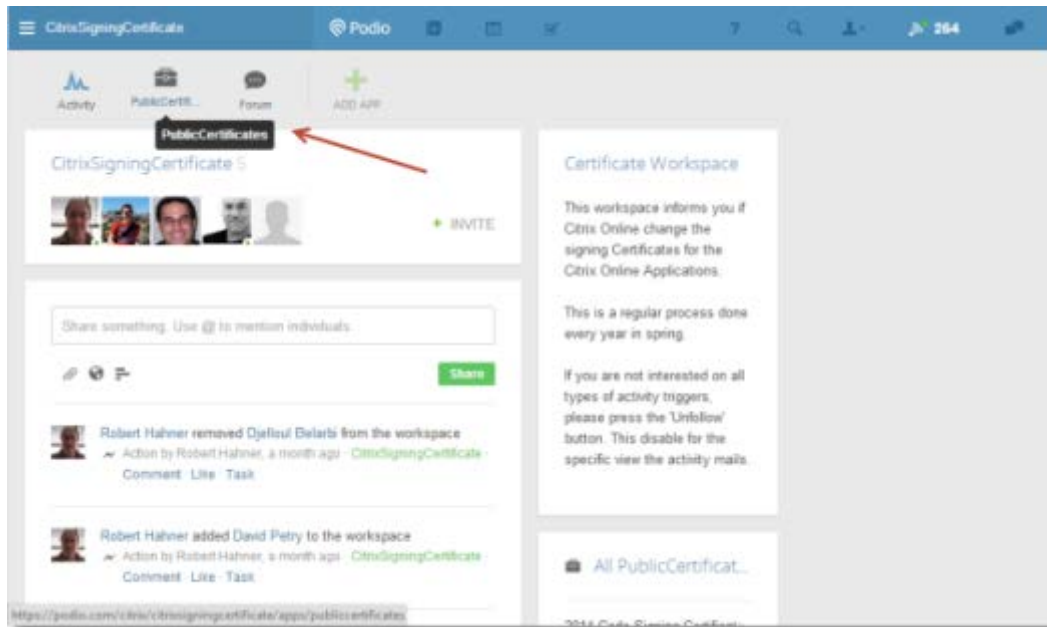 CitrixSigningCertificate
Podio
?
264
Activity
PublicCertifi...
Forum
ADD APP
PublicCertificates
CitrixSigningCertificate 5
+ INVITE
Share something. Use @ to mention individuals.
Share
Robert Hahner removed Djelloul Belarbi from the workspace
Action by Robert Hahner, a month ago · CitrixSigningCertificate ·
Comment · Like · Task
Robert Hahner added David Petry to the workspace
Action by Robert Hahner, a month ago · CitrixSigningCertificate ·
Comment · Like · Task
https://podio.com/citrix/citrixsigningcertificate/apps/publiccertificates
Certificate Workspace
This workspace informs you if
Citrix Online change the
signing Certificates for the
Citrix Online Applications.
This is a regular process done
every year in spring.
If you are not interested on all
types of activity triggers,
please press the 'Unfollow'
button. This disable for the
specific view the activity mails.
All PublicCertificat...
2014 Code Signing Certificat